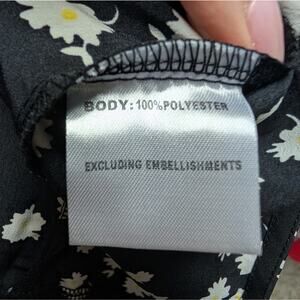 BODY: 100%POLYESTER
EXCLUDING EMBELLISHMENTS